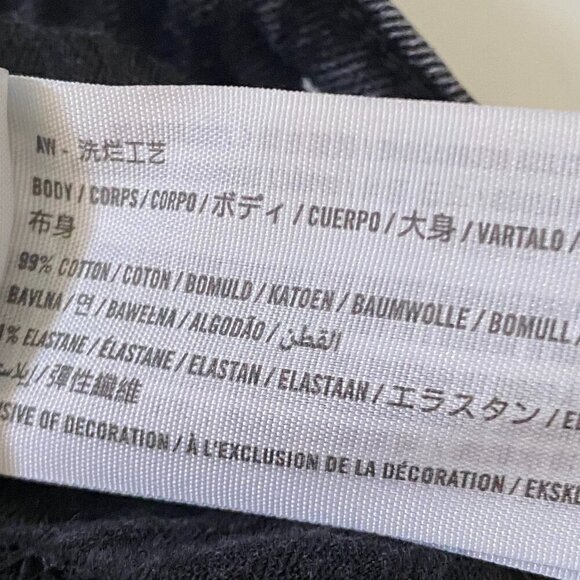 AW - 洗烂工艺
BODY / CORPS / CORPO / ボディ / CUERPO / 大身 / VARTALO /
布身
99% COTTON / COTON / BOMULD / KATOEN / BAUMWOLLE / BOMULL /
BAVLNA / 면 / BAWEŁNA / ALGODÃO / القطن
1% ELASTANE / ÉLASTANE / ELASTAN / ELASTAAN / エラスタン /
/ 彈性纖維
OF DECORATION / À L'EXCLUSION DE LA DÉCORATION /